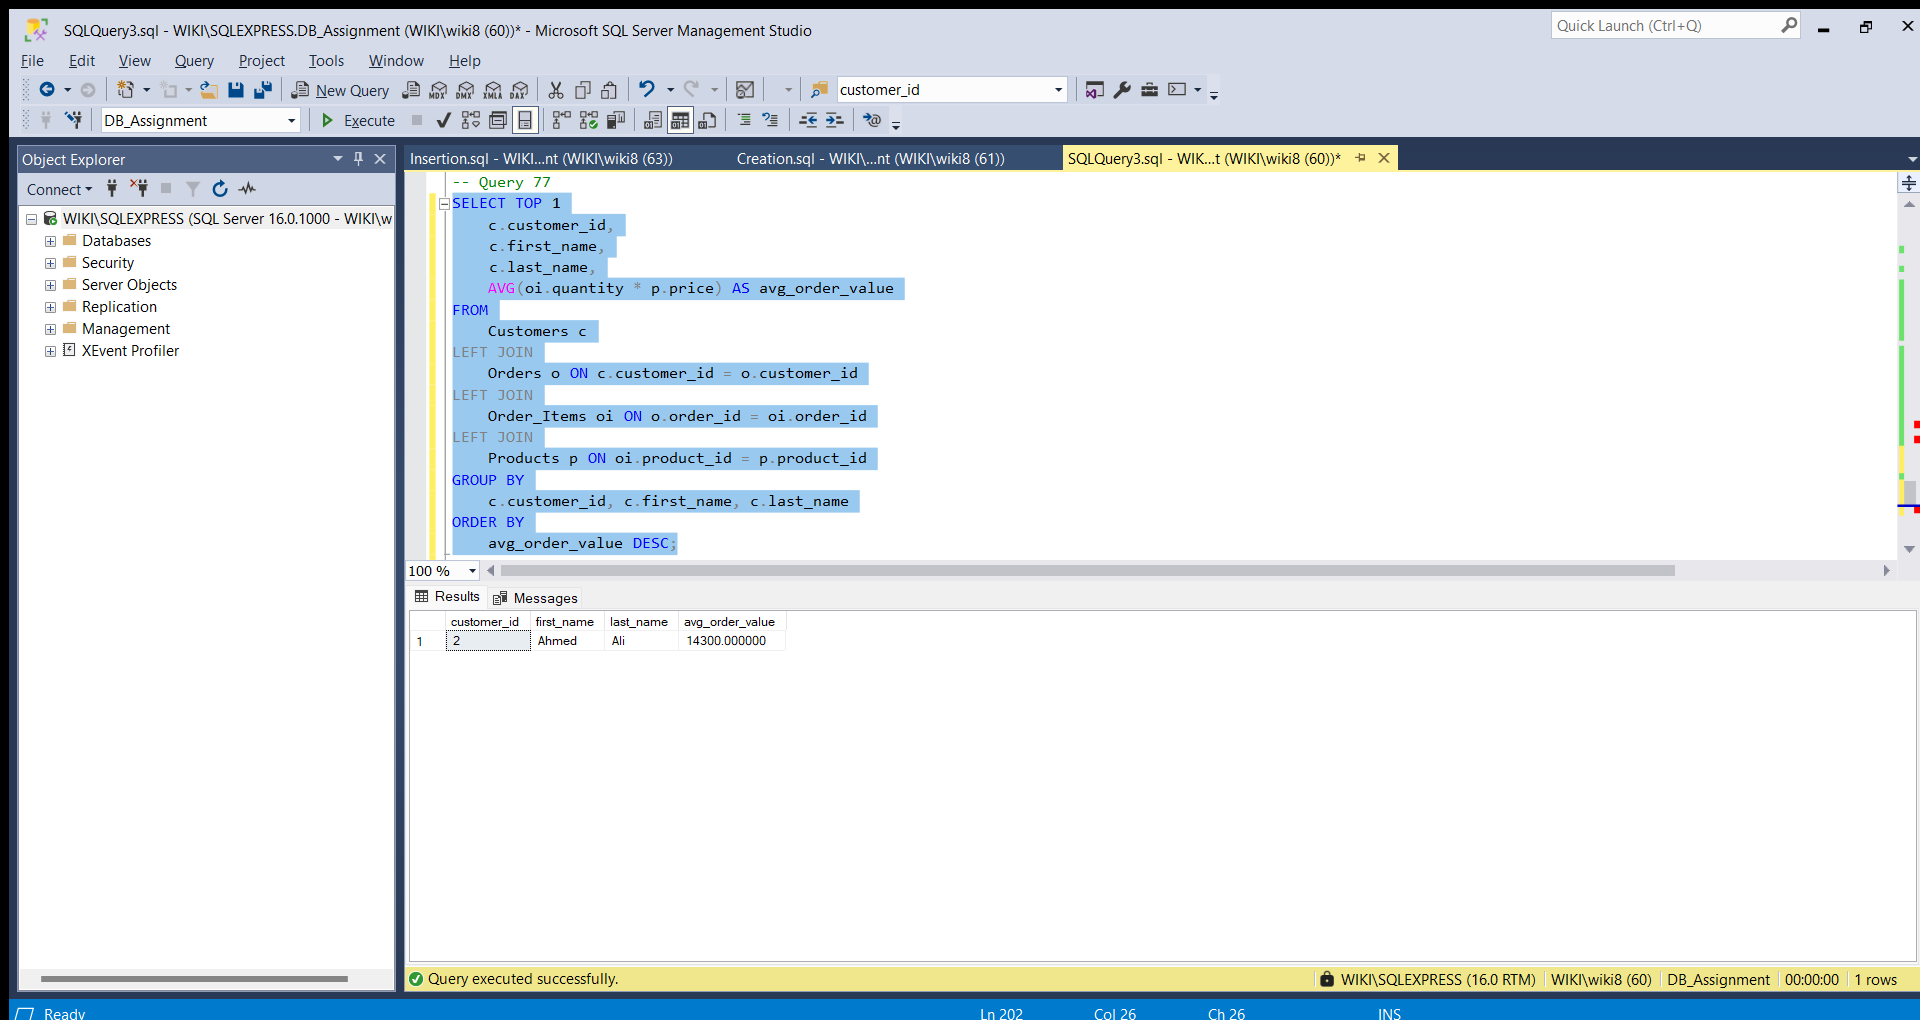 SQLQuery3.sql - WIKI\SQLEXPRESS.DB_Assignment (WIKI\wiki8 (60))* - Microsoft SQL Server Management Studio
Quick Launch (Ctrl+Q)
File Edit View Query Project Tools Window Help
New Query MDX DMX XMLA DAX customer_id
DB_Assignment Execute
Object Explorer
Connect
WIKI\SQLEXPRESS (SQL Server 16.0.1000 - WIKI\w
Databases
Security
Server Objects
Replication
Management
XEvent Profiler
Insertion.sql - WIKI...nt (WIKI\wiki8 (63)) Creation.sql - WIKI\...nt (WIKI\wiki8 (61)) SQLQuery3.sql - WIK...t (WIKI\wiki8 (60))*
-- Query 77
SELECT TOP 1
c.customer_id,
c.first_name,
c.last_name,
AVG(oi.quantity * p.price) AS avg_order_value
FROM
Customers c
LEFT JOIN
Orders o ON c.customer_id = o.customer_id
LEFT JOIN
Order_Items oi ON o.order_id = oi.order_id
LEFT JOIN
Products p ON oi.product_id = p.product_id
GROUP BY
c.customer_id, c.first_name, c.last_name
ORDER BY
avg_order_value DESC;
100 %
Results Messages
customer_id first_name last_name avg_order_value
1 2 Ahmed Ali 14300.000000
Query executed successfully. WIKI\SQLEXPRESS (16.0 RTM) WIKI\wiki8 (60) DB_Assignment 00:00:00 1 rows
Ready Ln 202 Col 26 Ch 26 INS